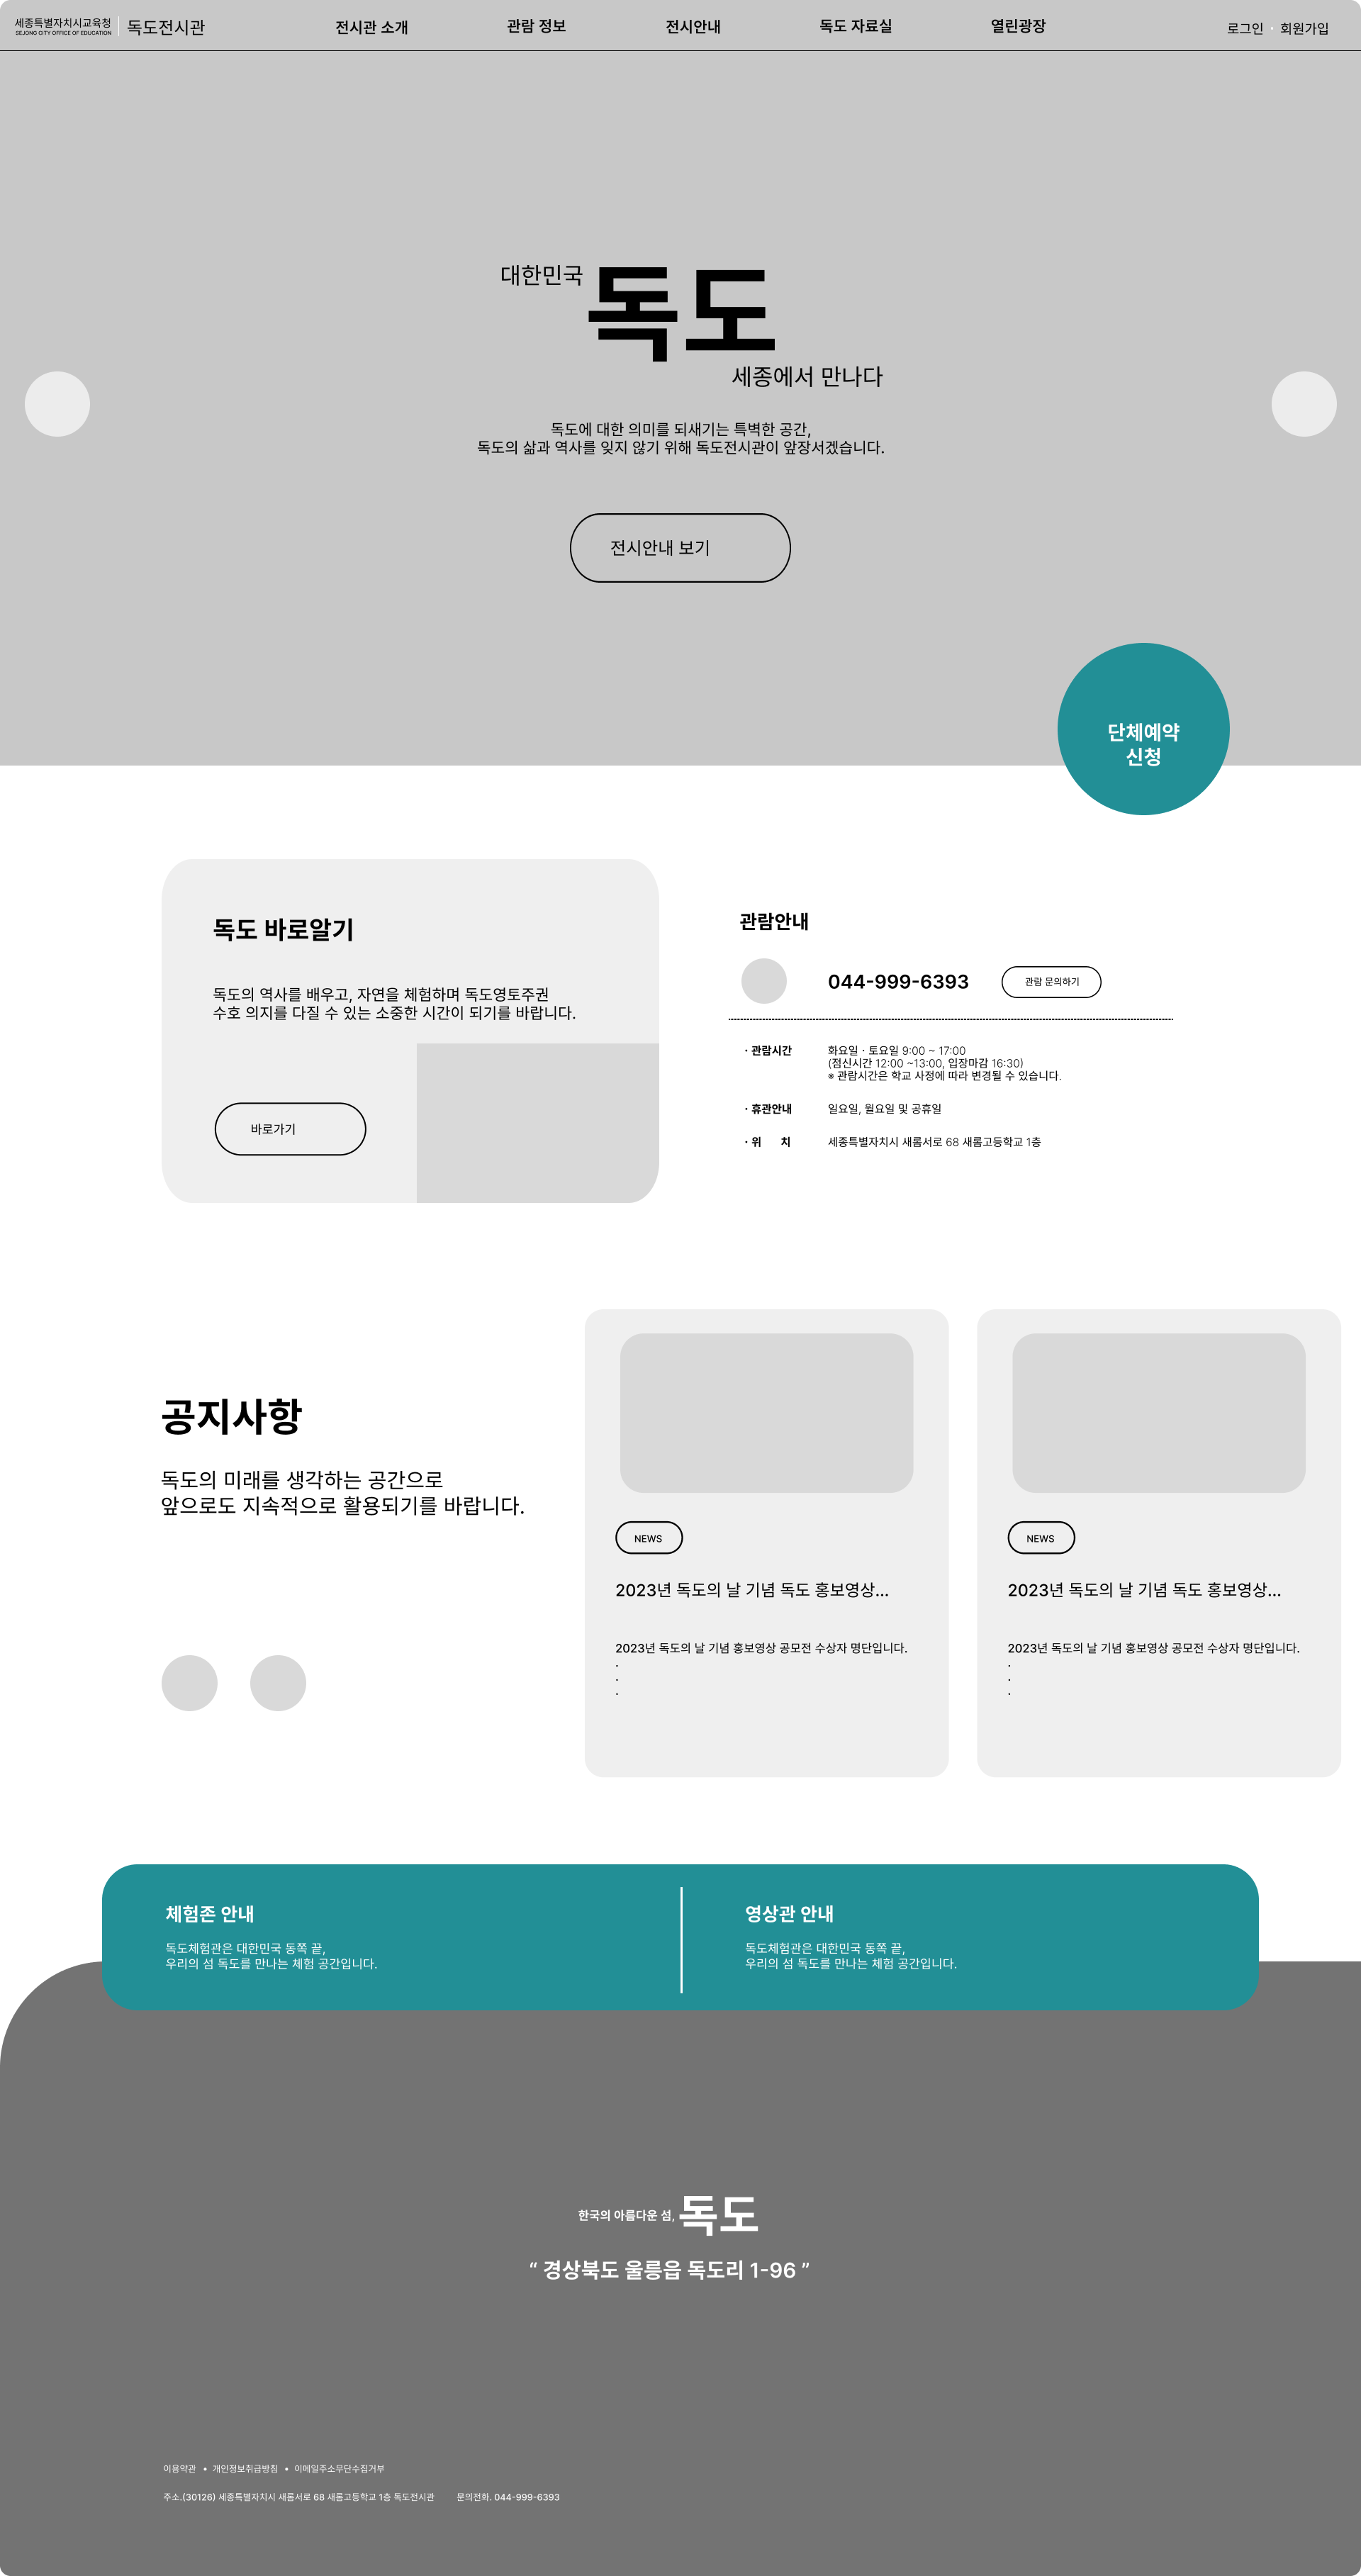 세종특별자치시교육청
SEJONG CITY OFFICE OF EDUCATION
독도전시관
전시관 소개
관람 정보
전시안내
독도 자료실
열린광장
로그인 • 회원가입
대한민국
독도
세종에서 만나다
독도에 대한 의미를 되새기는 특벽한 공간,
독도의 삶과 역사를 잊지 않기 위해 독도전시관이 앞장서겠습니다.
전시안내 보기
단체예약
신청
독도 바로알기
독도의 역사를 배우고, 자연을 체험하며 독도영토주권
수호 의지를 다질 수 있는 소중한 시간이 되기를 바랍니다.
바로가기
관람안내
044-999-6393
관람 문의하기
· 관람시간
화요일 · 토요일 9:00 ~ 17:00
(점신시간 12:00 ~13:00, 입장마감 16:30)
※ 관람시간은 학교 사정에 따라 변경될 수 있습니다.
· 휴관안내
일요일, 월요일 및 공휴일
· 위 치
세종특별자치시 새롬서로 68 새롬고등학교 1층
공지사항
독도의 미래를 생각하는 공간으로
앞으로도 지속적으로 활용되기를 바랍니다.
NEWS
2023년 독도의 날 기념 독도 홍보영상...
2023년 독도의 날 기념 홍보영상 공모전 수상자 명단입니다.
.
.
.
NEWS
2023년 독도의 날 기념 독도 홍보영상...
2023년 독도의 날 기념 홍보영상 공모전 수상자 명단입니다.
.
.
.
체험존 안내
독도체험관은 대한민국 동쪽 끝,
우리의 섬 독도를 만나는 체험 공간입니다.
영상관 안내
독도체험관은 대한민국 동쪽 끝,
우리의 섬 독도를 만나는 체험 공간입니다.
한국의 아름다운 섬, 독도
“ 경상북도 울릉읍 독도리 1-96 ”
이용약관 • 개인정보취급방침 • 이메일주소무단수집거부
주소.(30126) 세종특별자치시 새롬서로 68 새롬고등학교 1층 독도전시관 문의전화. 044-999-6393